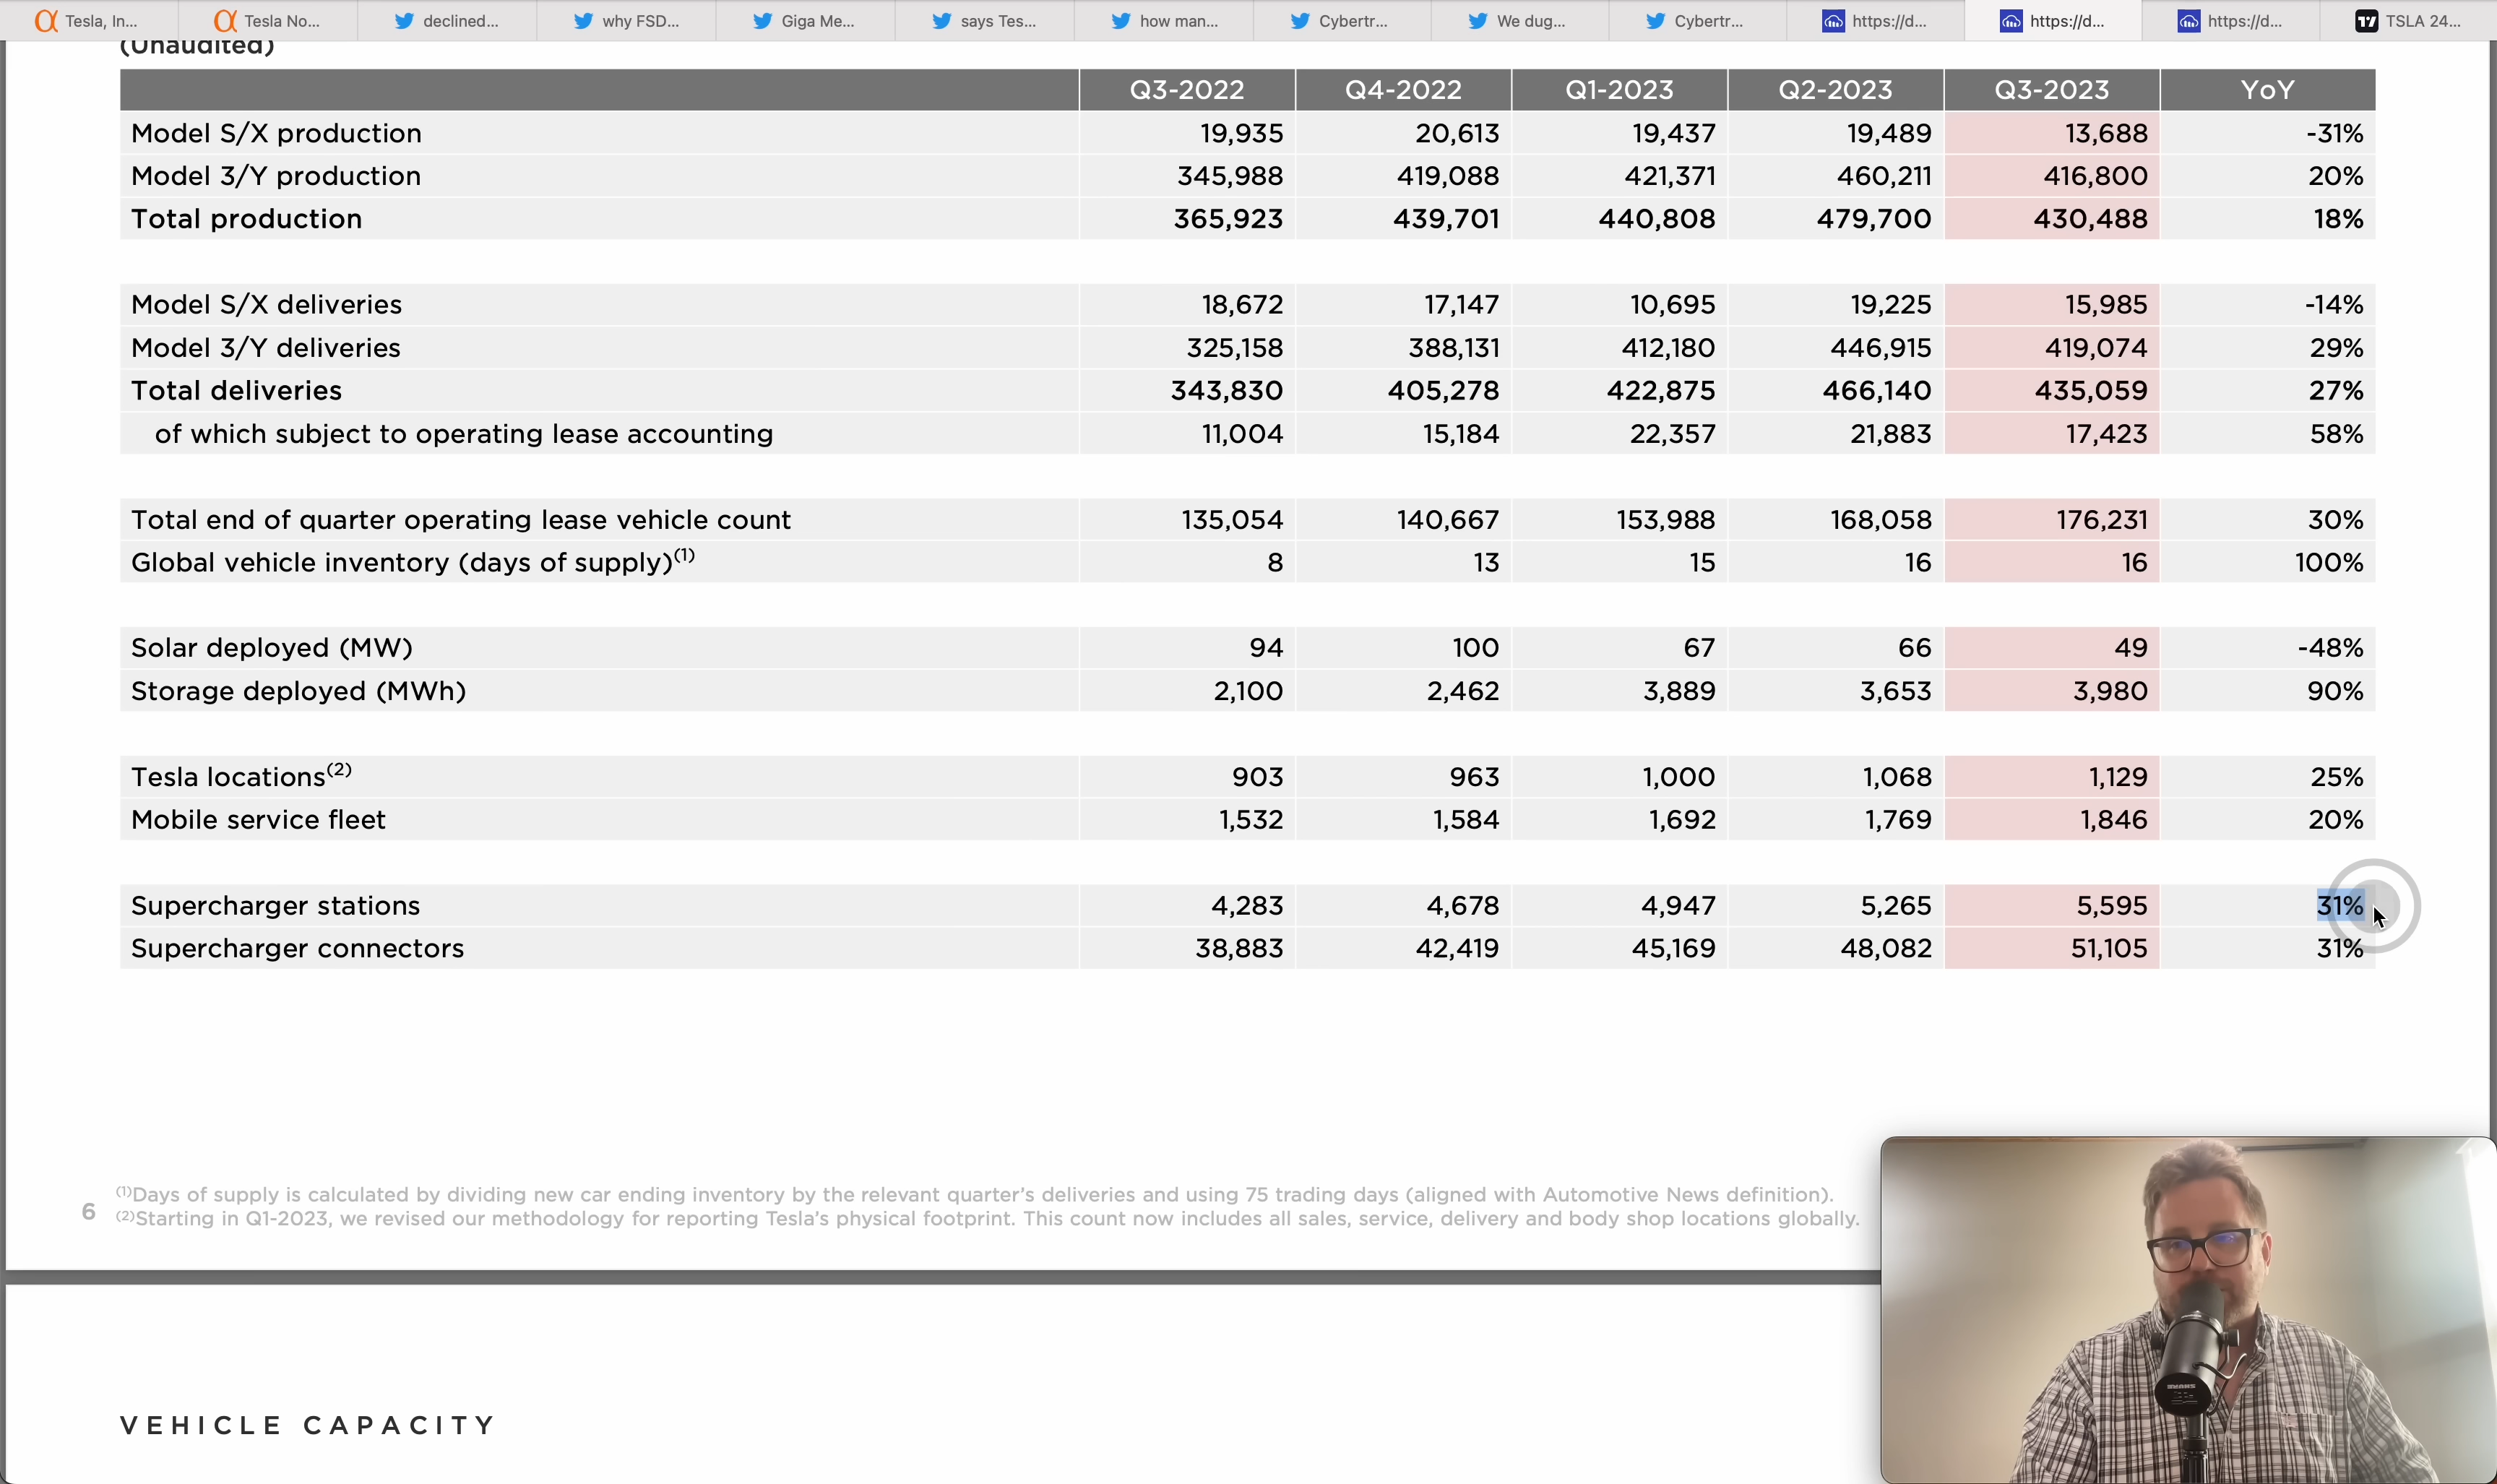 Tesla, In... Tesla No... declined... why FSD... Giga Me... says Tes... how man... Cybertr... We dug... Cybertr... https://d... https://d... https://d... TSLA 24...
(Unaudited)
Q3-2022 Q4-2022 Q1-2023 Q2-2023 Q3-2023 YoY
Model S/X production 19,935 20,613 19,437 19,489 13,688 -31%
Model 3/Y production 345,988 419,088 421,371 460,211 416,800 20%
Total production 365,923 439,701 440,808 479,700 430,488 18%
Model S/X deliveries 18,672 17,147 10,695 19,225 15,985 -14%
Model 3/Y deliveries 325,158 388,131 412,180 446,915 419,074 29%
Total deliveries 343,830 405,278 422,875 466,140 435,059 27%
of which subject to operating lease accounting 11,004 15,184 22,357 21,883 17,423 58%
Total end of quarter operating lease vehicle count 135,054 140,667 153,988 168,058 176,231 30%
Global vehicle inventory (days of supply)(1) 8 13 15 16 16 100%
Solar deployed (MW) 94 100 67 66 49 -48%
Storage deployed (MWh) 2,100 2,462 3,889 3,653 3,980 90%
Tesla locations(2) 903 963 1,000 1,068 1,129 25%
Mobile service fleet 1,532 1,584 1,692 1,769 1,846 20%
Supercharger stations 4,283 4,678 4,947 5,265 5,595 31%
Supercharger connectors 38,883 42,419 45,169 48,082 51,105 31%
(1)Days of supply is calculated by dividing new car ending inventory by the relevant quarter's deliveries and using 75 trading days (aligned with Automotive News definition).
6 (2)Starting in Q1-2023, we revised our methodology for reporting Tesla's physical footprint. This count now includes all sales, service, delivery and body shop locations globally.
VEHICLE CAPACITY